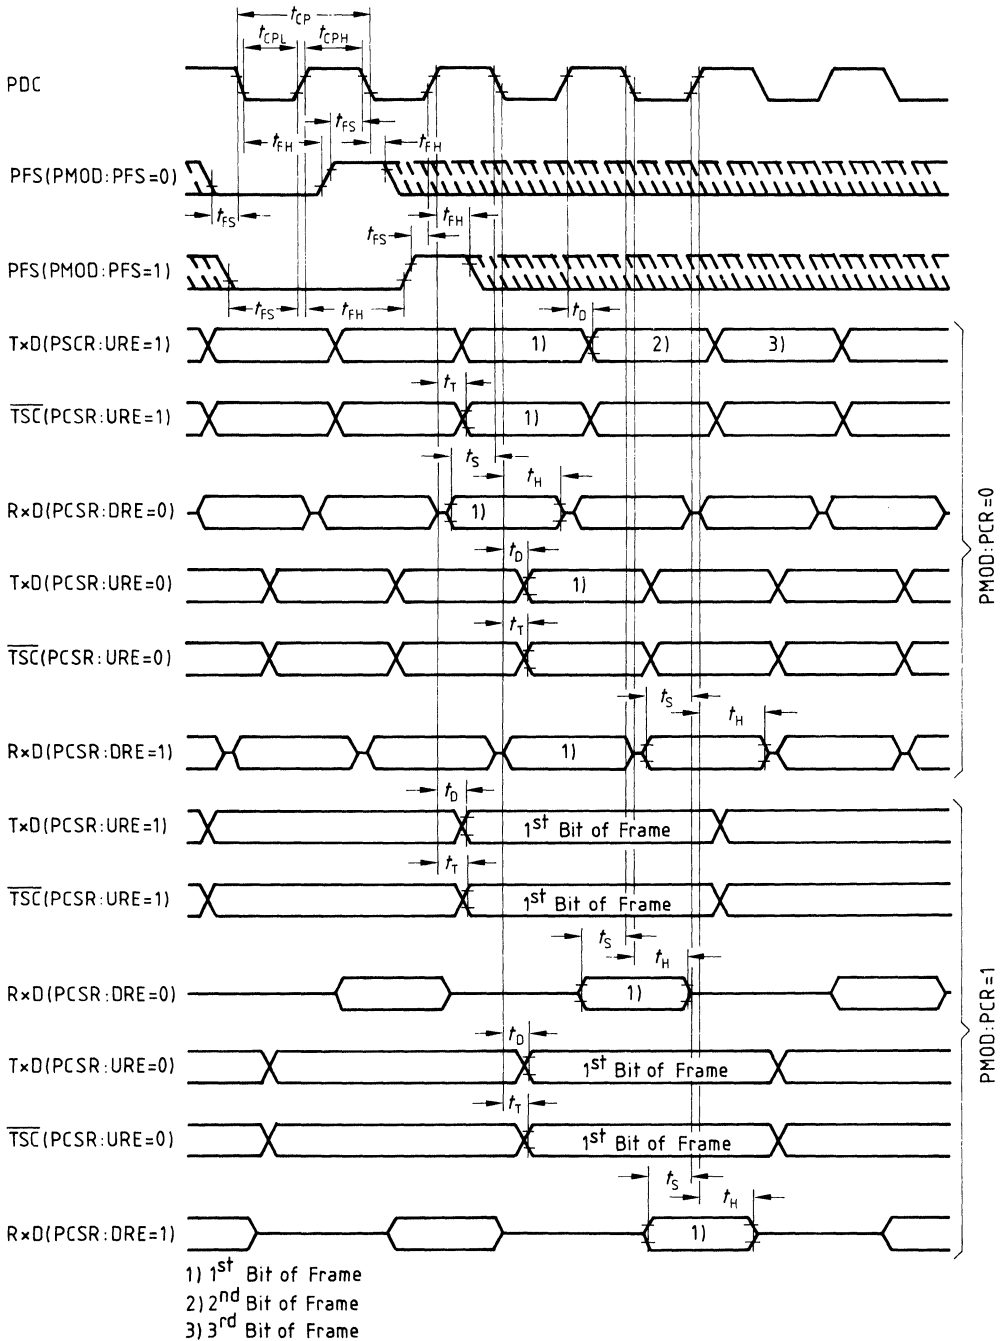 tCP
tCPL tCPH
PDC
tFS
tFH tFH
PFS(PMOD:PFS=0)
tFS tFH
tFS
PFS(PMOD:PFS=1)
tFS tFH tD
TxD(PSCR:URE=1) 1) 2) 3)
tT
TSC(PCSR:URE=1) 1)
tS
tH
RxD(PCSR:DRE=0) 1)
tD
TxD(PCSR:URE=0) 1)
tT
TSC(PCSR:URE=0)
tS
tH
RxD(PCSR:DRE=1) 1)
PMOD:PCR=0
tD
TxD(PCSR:URE=1) 1st Bit of Frame
tT
TSC(PCSR:URE=1) 1st Bit of Frame
tS
tH
RxD(PCSR:DRE=0) 1)
tD
TxD(PCSR:URE=0) 1st Bit of Frame
tT
TSC(PCSR:URE=0) 1st Bit of Frame
tS
tH
RxD(PCSR:DRE=1) 1)
PMOD:PCR=1
1) 1st Bit of Frame
2) 2nd Bit of Frame
3) 3rd Bit of Frame